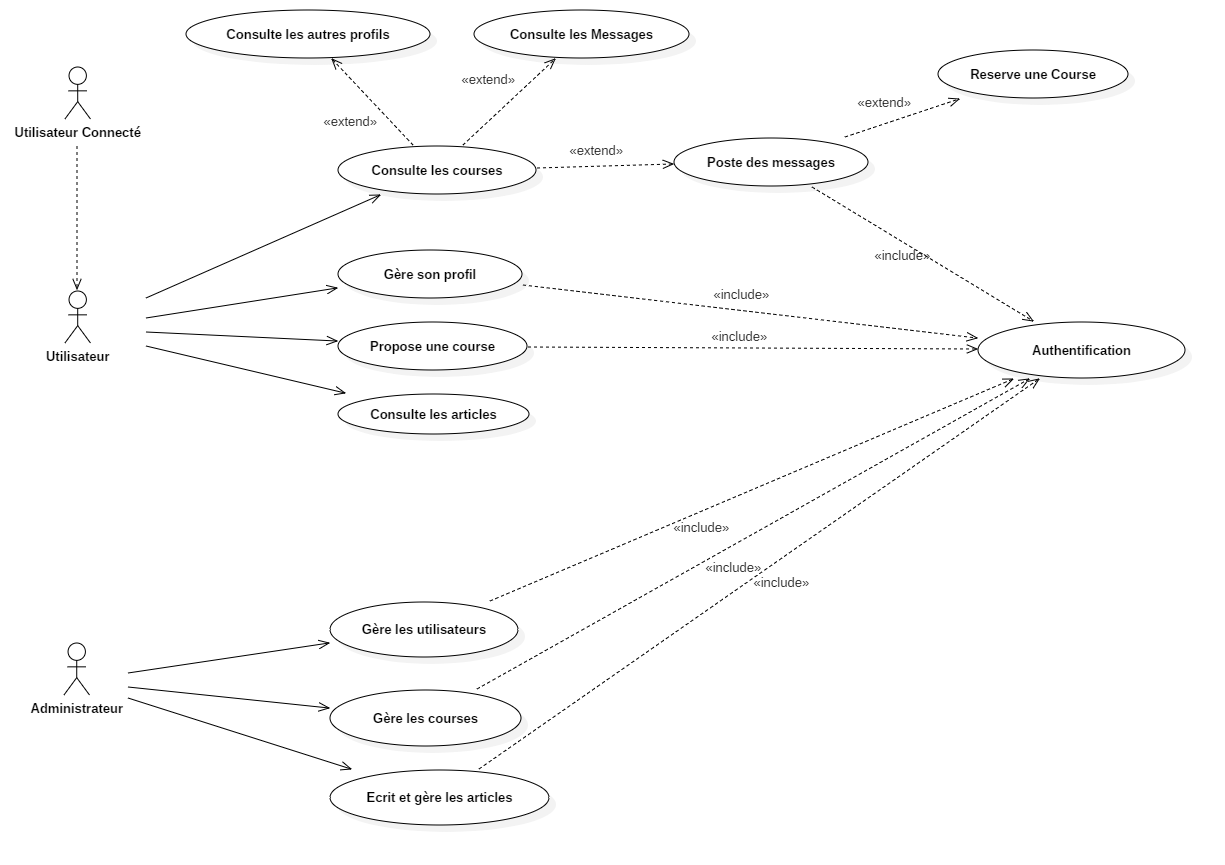 Consulte les autres profils
Consulte les Messages
Reserve une Course
«extend»
«extend»
«extend»
Utilisateur Connecté
«extend»
Poste des messages
Consulte les courses
«include»
Gère son profil
«include»
«include»
Propose une course
Authentification
Utilisateur
Consulte les articles
«include»
«include»
«include»
Gère les utilisateurs
Administrateur
Gère les courses
Ecrit et gère les articles